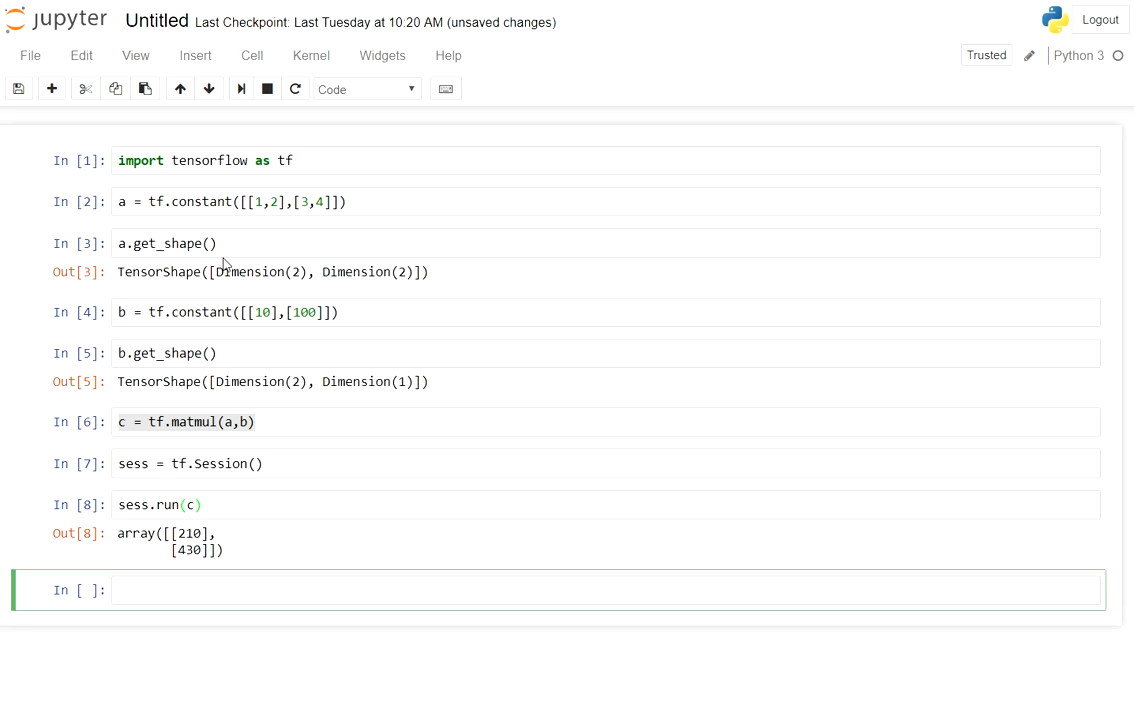 jupyter Untitled Last Checkpoint: Last Tuesday at 10:20 AM (unsaved changes) Logout
File Edit View Insert Cell Kernel Widgets Help Trusted Python 3
Code
In [1]: import tensorflow as tf
In [2]: a = tf.constant([[1,2],[3,4]])
In [3]: a.get_shape()
Out[3]: TensorShape([Dimension(2), Dimension(2)])
In [4]: b = tf.constant([[10],[100]])
In [5]: b.get_shape()
Out[5]: TensorShape([Dimension(2), Dimension(1)])
In [6]: c = tf.matmul(a,b)
In [7]: sess = tf.Session()
In [8]: sess.run(c)
Out[8]: array([[210],
[430]])
In [ ]: